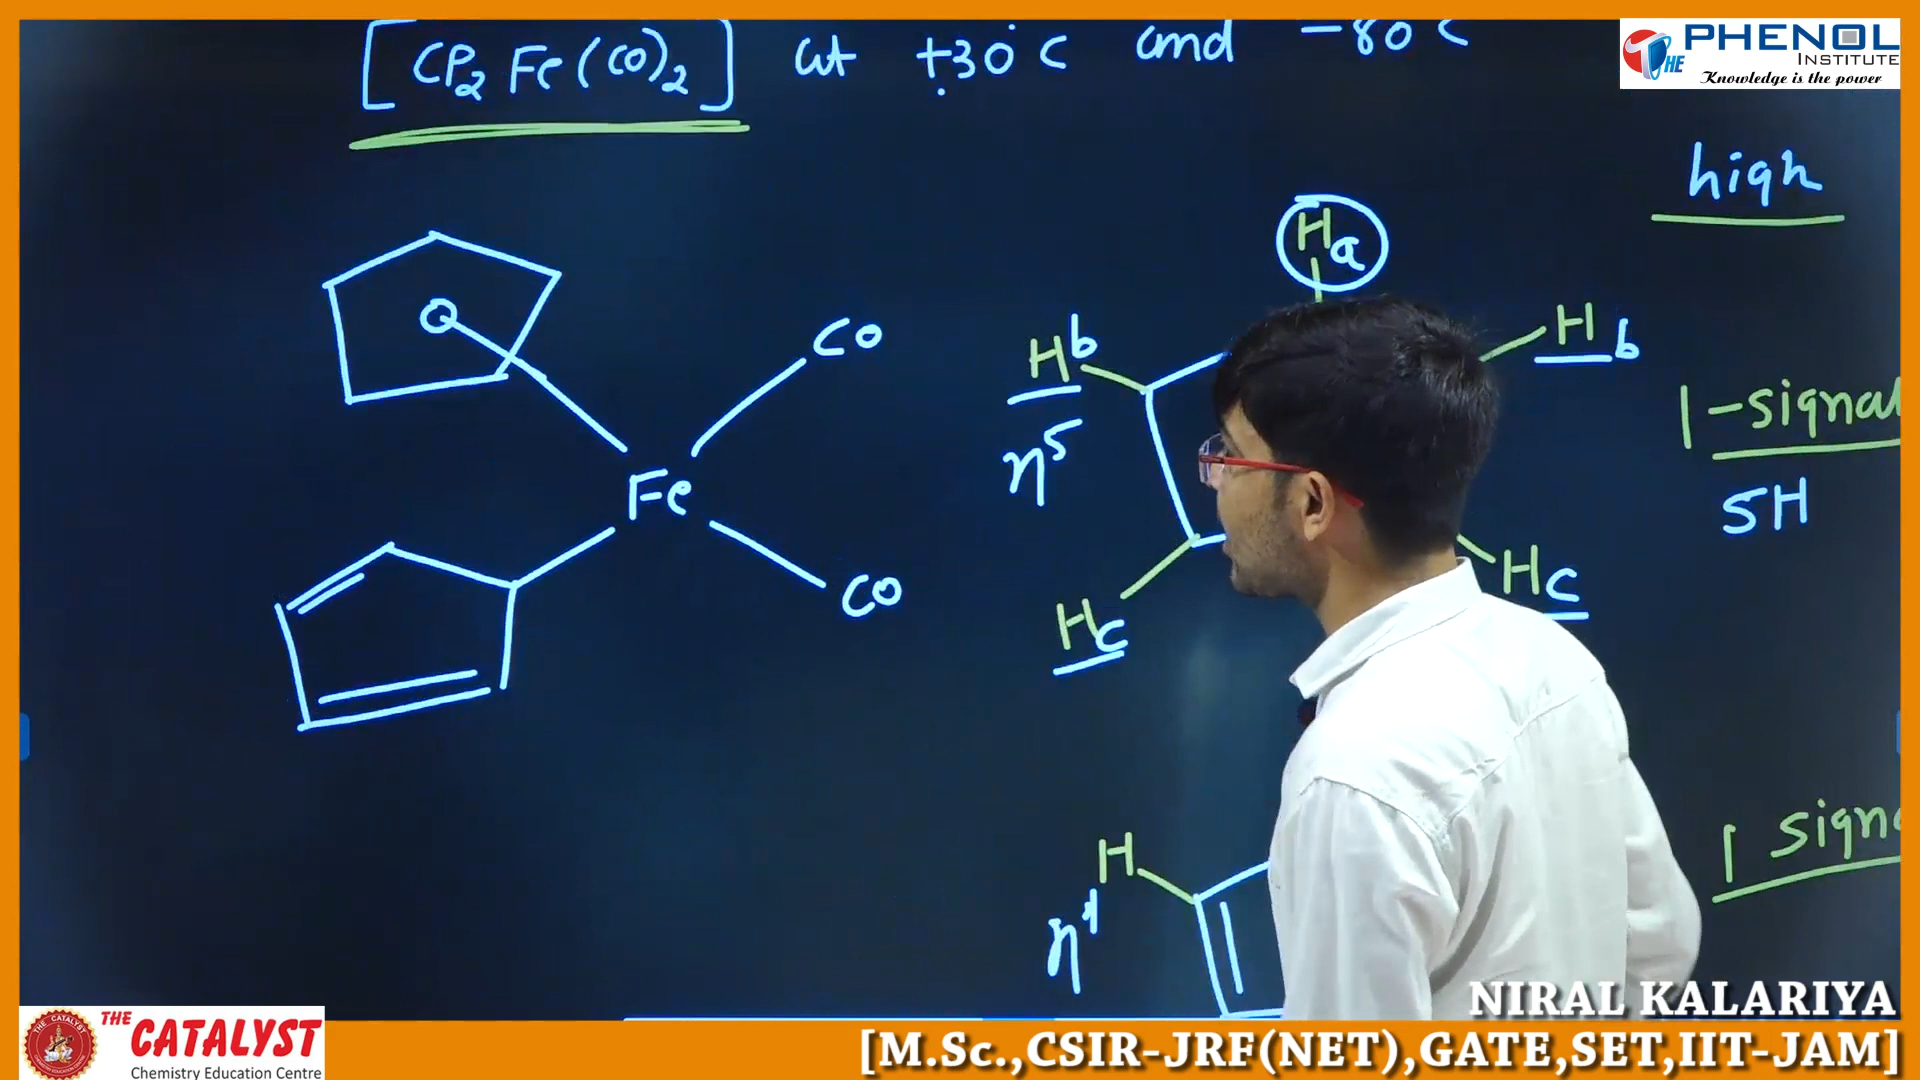 [CP₂ Fe(CO)₂] at +30°C and -80°C
THE PHENOL
INSTITUTE
Knowledge is the power
high
Ha
Hb
Hb
CO
1-signal
η⁵
Fe
5H
Hc
CO
Hc
1 sign
H
η¹
NIRAL KALARIYA
[M.Sc.,CSIR-JRF(NET),GATE,SET,IIT-JAM]
THE CATALYST
THE CATALYST
Chemistry Education Centre